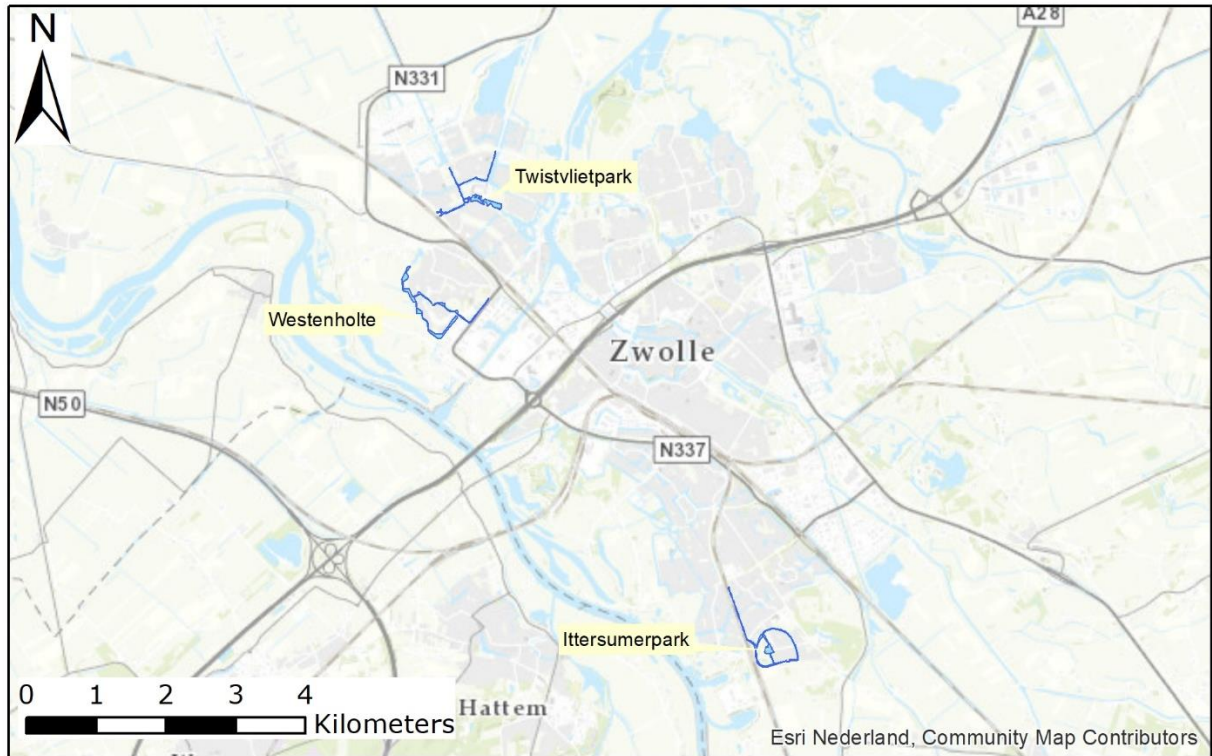 N
A28
N331
Twistvlietpark
Westenholte
Zwolle
N50
N337
Ittersumerpark
0 1 2 3 4
Kilometers
Hattem
Esri Nederland, Community Map Contributors